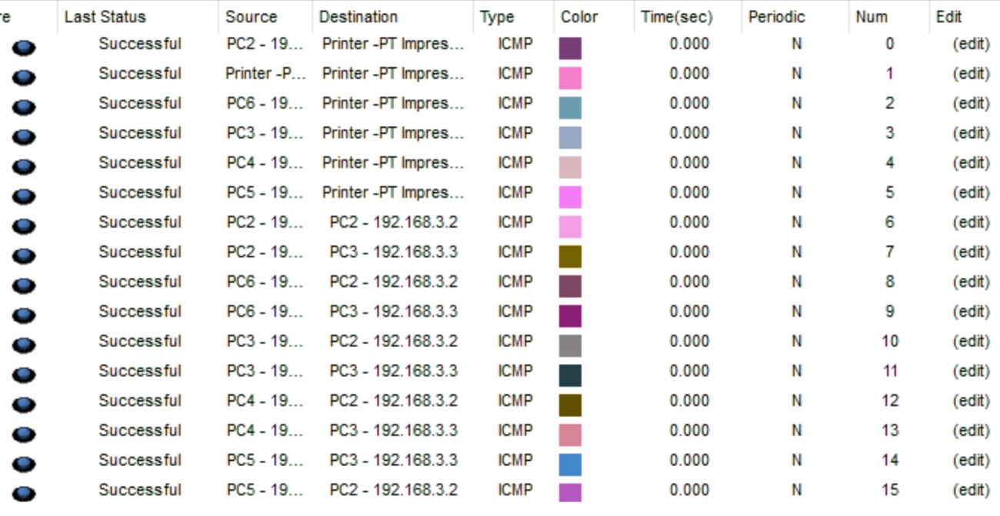 re Last Status Source Destination Type Color Time(sec) Periodic Num Edit
Successful PC2 - 19... Printer -PT Impres... ICMP 0.000 N 0 (edit)
Successful Printer -P... Printer -PT Impres... ICMP 0.000 N 1 (edit)
Successful PC6 - 19... Printer -PT Impres... ICMP 0.000 N 2 (edit)
Successful PC3 - 19... Printer -PT Impres... ICMP 0.000 N 3 (edit)
Successful PC4 - 19... Printer -PT Impres... ICMP 0.000 N 4 (edit)
Successful PC5 - 19... Printer -PT Impres... ICMP 0.000 N 5 (edit)
Successful PC2 - 19... PC2 - 192.168.3.2 ICMP 0.000 N 6 (edit)
Successful PC2 - 19... PC3 - 192.168.3.3 ICMP 0.000 N 7 (edit)
Successful PC6 - 19... PC2 - 192.168.3.2 ICMP 0.000 N 8 (edit)
Successful PC6 - 19... PC3 - 192.168.3.3 ICMP 0.000 N 9 (edit)
Successful PC3 - 19... PC2 - 192.168.3.2 ICMP 0.000 N 10 (edit)
Successful PC3 - 19... PC3 - 192.168.3.3 ICMP 0.000 N 11 (edit)
Successful PC4 - 19... PC2 - 192.168.3.2 ICMP 0.000 N 12 (edit)
Successful PC4 - 19... PC3 - 192.168.3.3 ICMP 0.000 N 13 (edit)
Successful PC5 - 19... PC3 - 192.168.3.3 ICMP 0.000 N 14 (edit)
Successful PC5 - 19... PC2 - 192.168.3.2 ICMP 0.000 N 15 (edit)